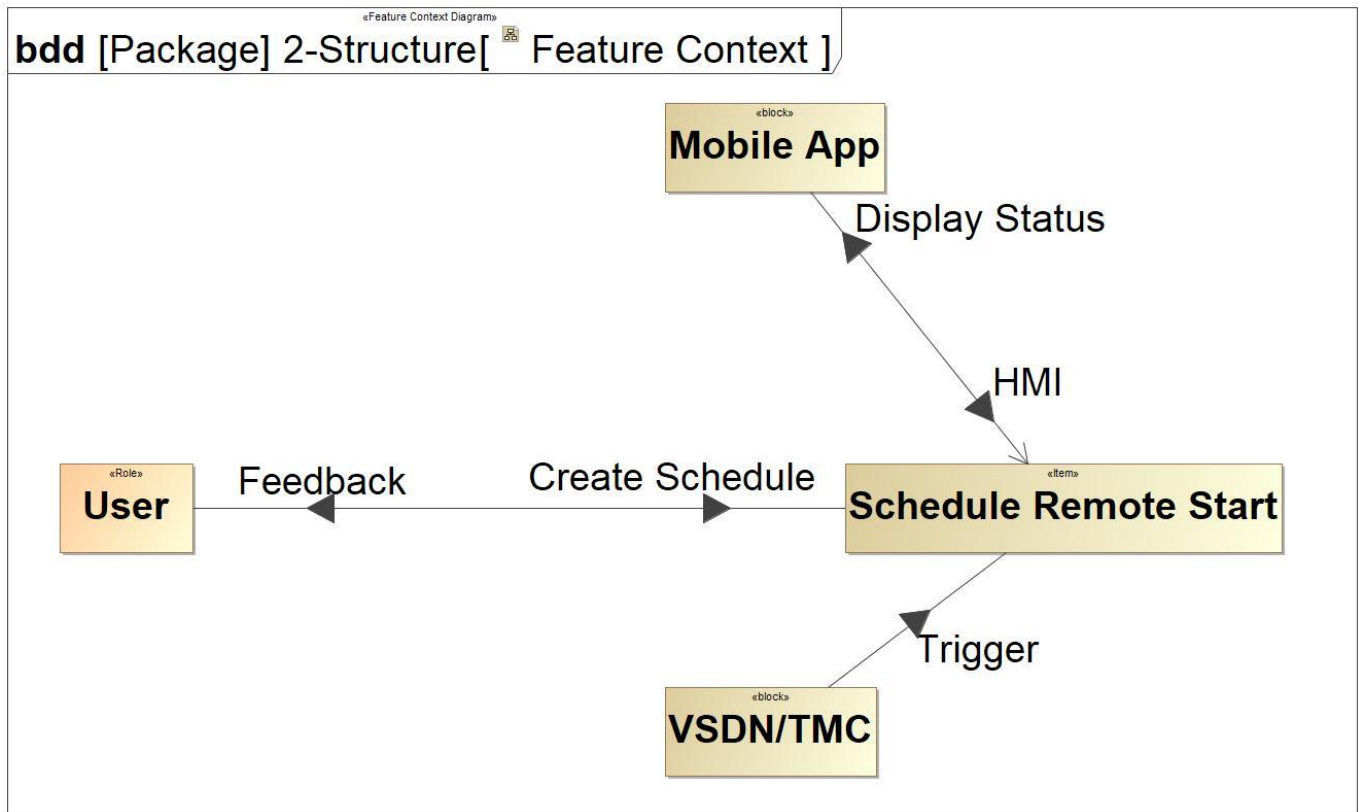 «Feature Context Diagram»
bdd [Package] 2-Structure[ Feature Context ]
«block»
Mobile App
Display Status
HMI
«Role»
User
Feedback
Create Schedule
«Item»
Schedule Remote Start
Trigger
«block»
VSDN/TMC